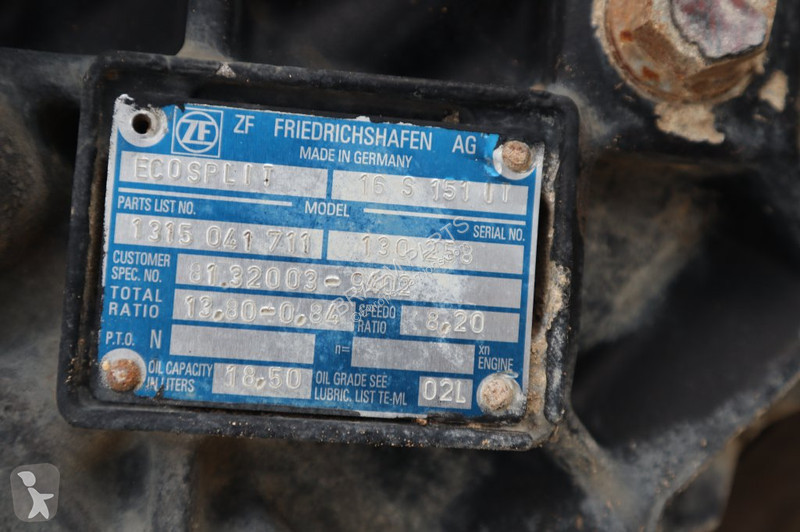 ZF ZF FRIEDRICHSHAFEN AG
MADE IN GERMANY
ECOSPLIT 16 S 151 IT
PARTS LIST NO. MODEL SERIAL NO.
1315 041 711
CUSTOMER SPEC. NO. 81.32003-
TOTAL RATIO 13,80-0,84 SPEEDO RATIO K 8,20
P.T.O. N n= xn ENGINE
OIL CAPACITY IN LITERS 18,50 OIL GRADE SEE LUBRIC. LIST TE-ML 02L